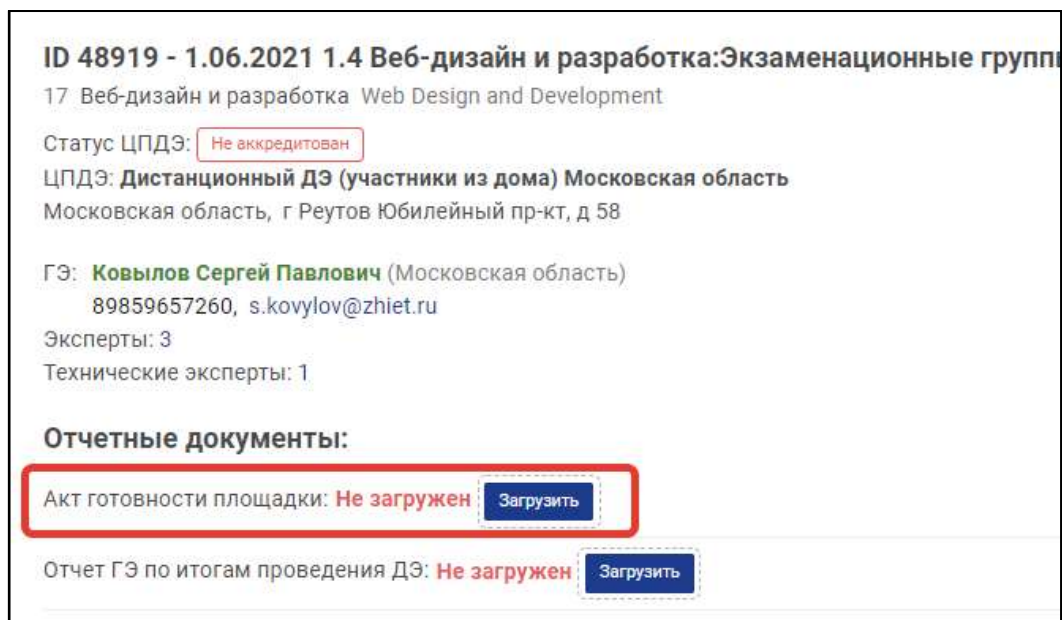 ID 48919 - 1.06.2021 1.4 Веб-дизайн и разработка:Экзаменационные
17 Веб-дизайн и разработка Web Design and Development
Статус ЦПДЭ: Не аккредитован
ЦПДЭ: Дистанционный ДЭ (участники из дома) Московская область
Московская область, г Реутов Юбилейный пр-кт, д 58
ГЭ: Ковылов Сергей Павлович (Московская область)
89859657260, s.kovylov@zhiet.ru
Эксперты: 3
Технические эксперты: 1
Отчетные документы:
Акт готовности площадки: Не загружен Загрузить
Отчет ГЭ по итогам проведения ДЭ: Не загружен Загрузить